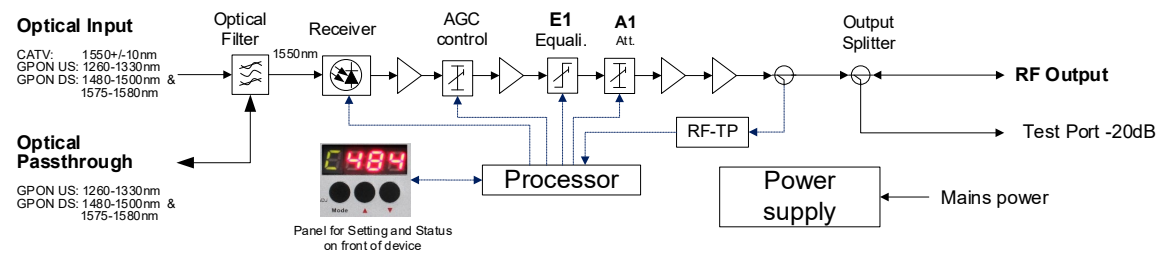 Optical Input
CATV: 1550+/-10nm
GPON US: 1260-1330nm
GPON DS: 1480-1500nm &
1575-1580nm
Optical
Filter
1550nm
Receiver
AGC
control
E1
Equali.
A1
Att.
Output
Splitter
RF Output
Test Port -20dB
RF-TP
Optical
Passthrough
GPON US: 1260-1330nm
GPON DS: 1480-1500nm &
1575-1580nm
C 484
Mode
Panel for Setting and Status
on front of device
Processor
Power
supply
Mains power